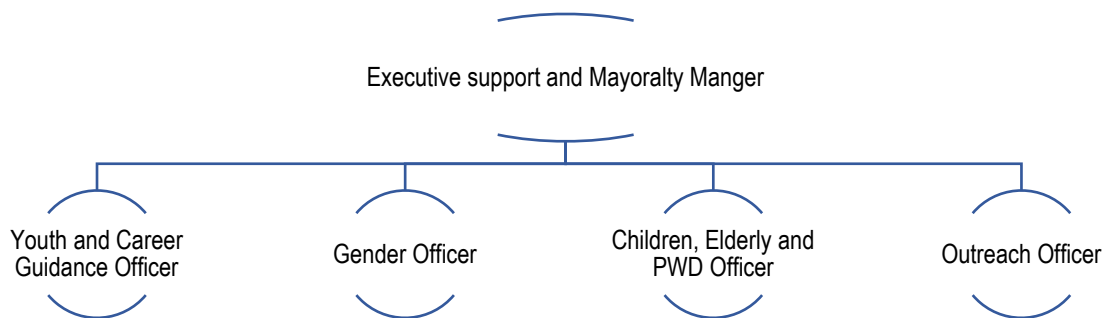 Executive support and Mayoralty Manger
Youth and Career
Guidance Officer
Gender Officer
Children, Elderly and
PWD Officer
Outreach Officer